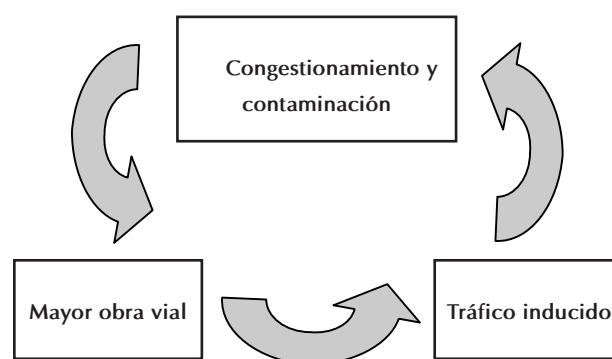 Congestionamiento y
contaminación
Mayor obra vial
Tráfico inducido